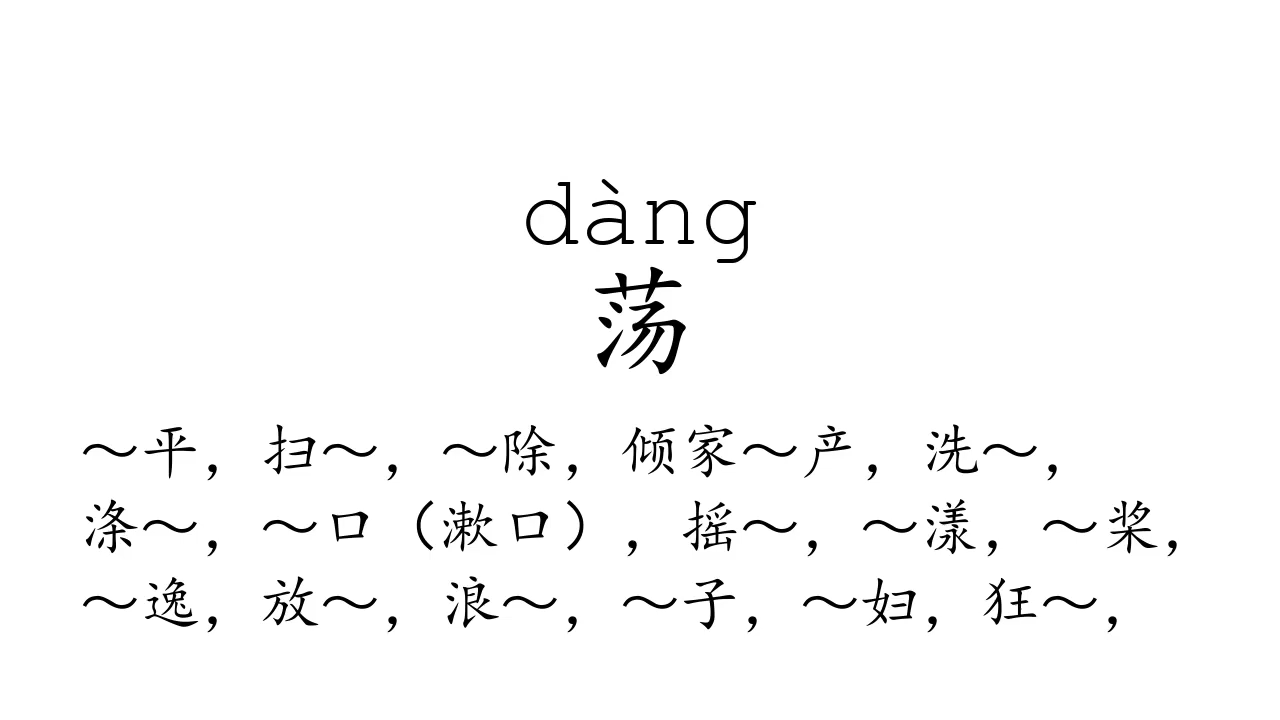 dàng
荡
～平，扫～，～除，倾家～产，洗～，
涤～，～口（漱口），摇～，～漾，～桨，
～逸，放～，浪～，～子，～妇，狂～，